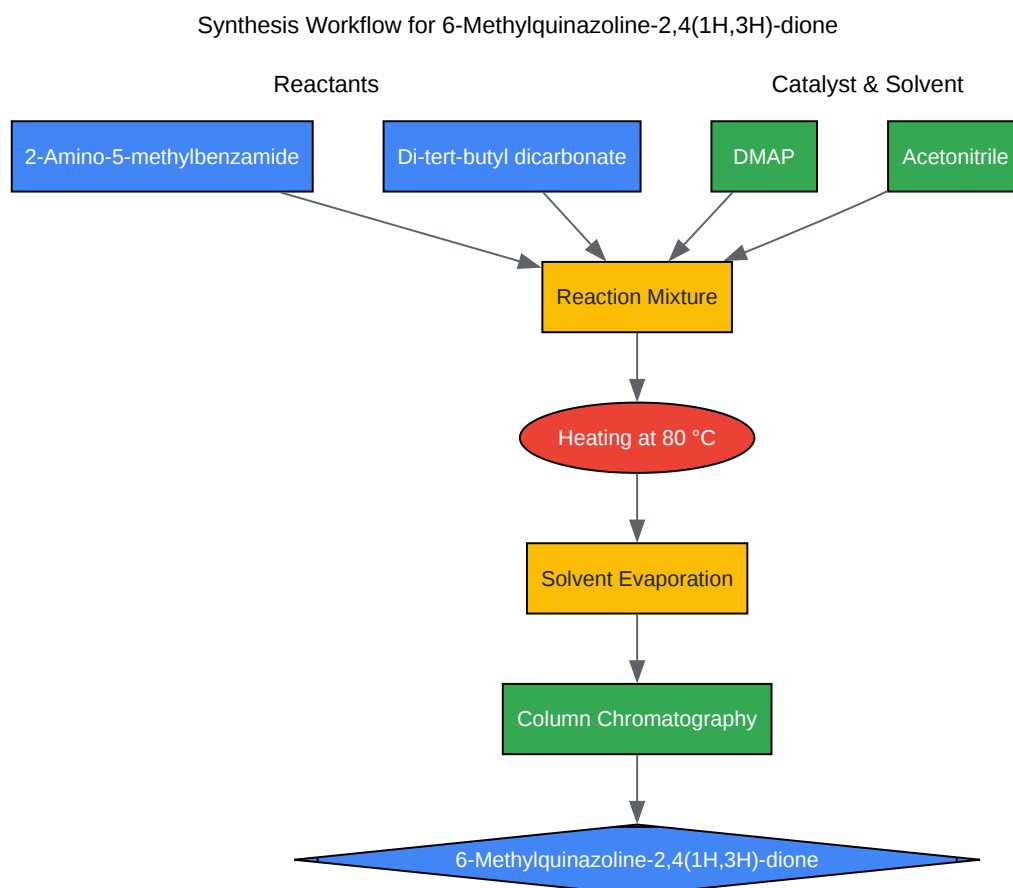 Synthesis Workflow for 6-Methylquinazoline-2,4(1H,3H)-dione
Reactants
Catalyst & Solvent
2-Amino-5-methylbenzamide
Di-tert-butyl dicarbonate
DMAP
Acetonitrile
Reaction Mixture
Heating at 80 °C
Solvent Evaporation
Column Chromatography
6-Methylquinazoline-2,4(1H,3H)-dione